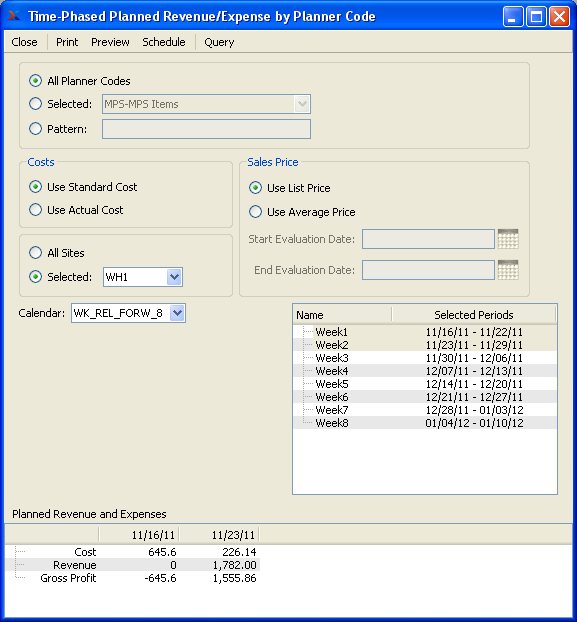 Time-Phased Planned Revenue/Expense by Planner Code
Close Print Preview Schedule Query
All Planner Codes
Selected: MPS-MPS Items
Pattern:
Costs
Use Standard Cost
Use Actual Cost
Sales Price
Use List Price
Use Average Price
Start Evaluation Date:
End Evaluation Date:
All Sites
Selected: WH1
Calendar: WK_REL_FORW_8
Name Selected Periods
Week1 11/16/11 - 11/22/11
Week2 11/23/11 - 11/29/11
Week3 11/30/11 - 12/06/11
Week4 12/07/11 - 12/13/11
Week5 12/14/11 - 12/20/11
Week6 12/21/11 - 12/27/11
Week7 12/28/11 - 01/03/12
Week8 01/04/12 - 01/10/12
Planned Revenue and Expenses
11/16/11 11/23/11
Cost 645.6 226.14
Revenue 0 1,782.00
Gross Profit -645.6 1,555.86